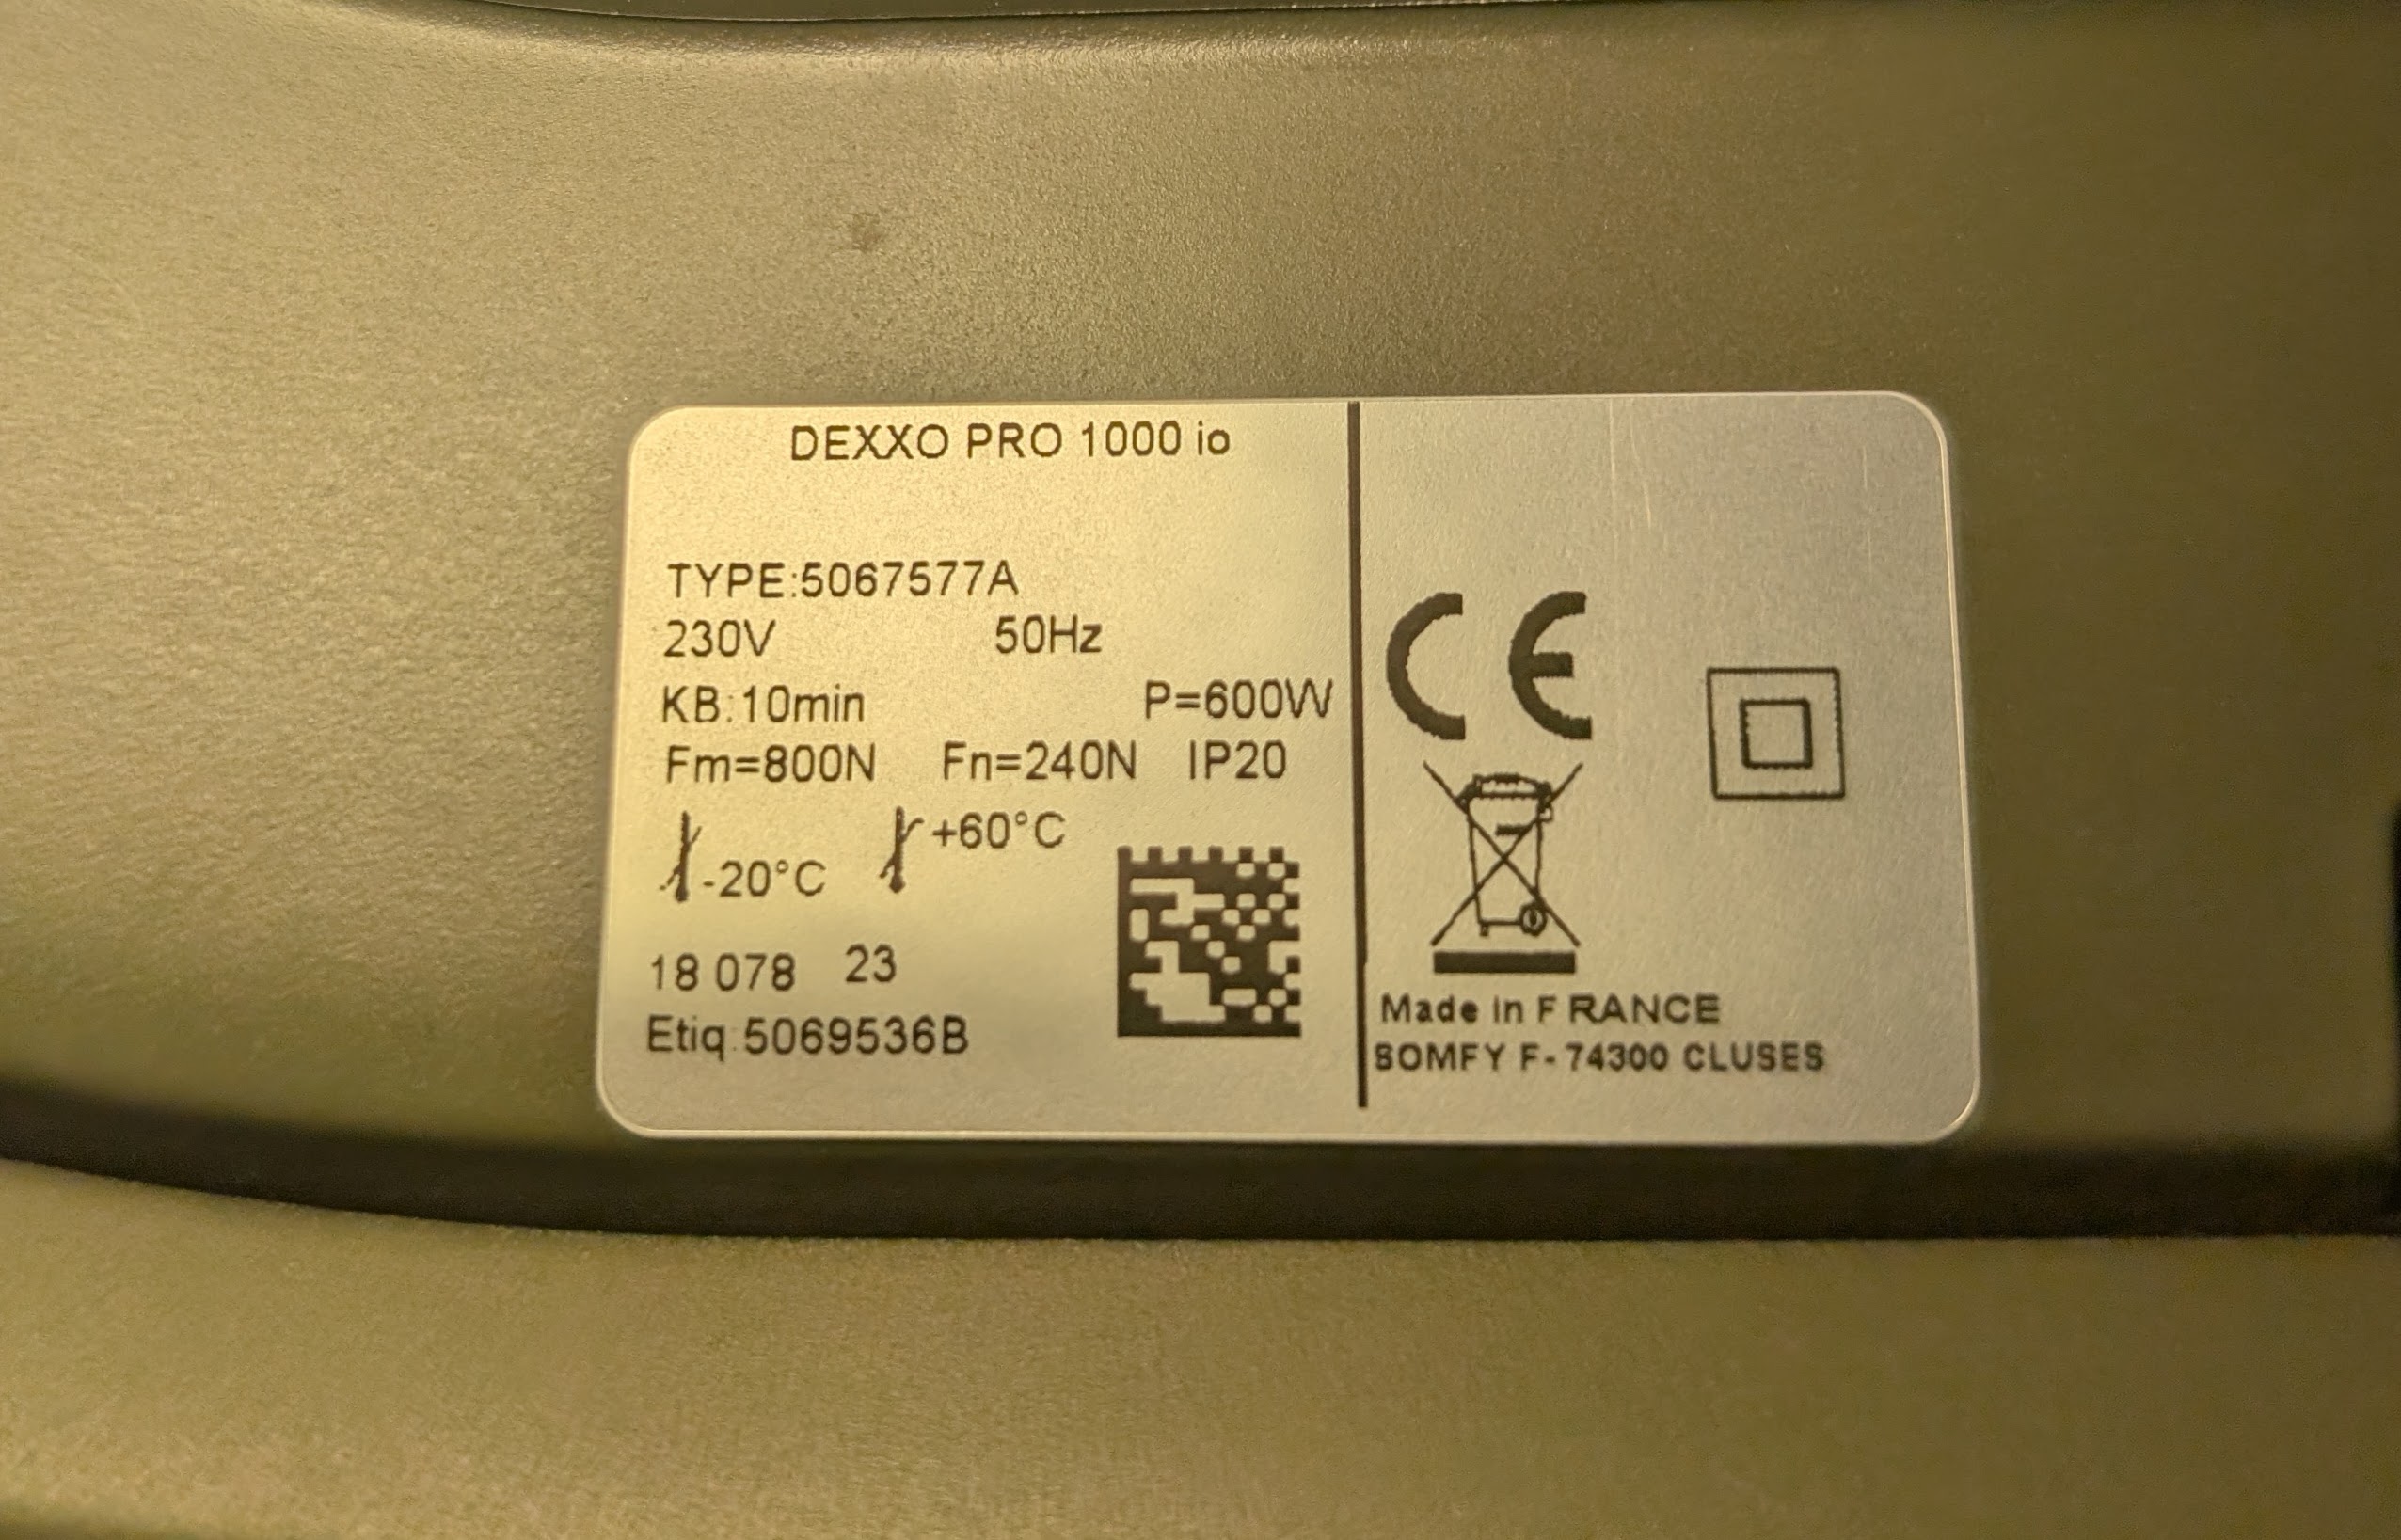 DEXXO PRO 1000 io
TYPE:5067577A
230V 50Hz
KB:10min P=600W
Fm=800N Fn=240N IP20
-20°C +60°C
18 078 23
Etiq:5069536B
CE
Made in FRANCE
SOMFY F-74300 CLUSES